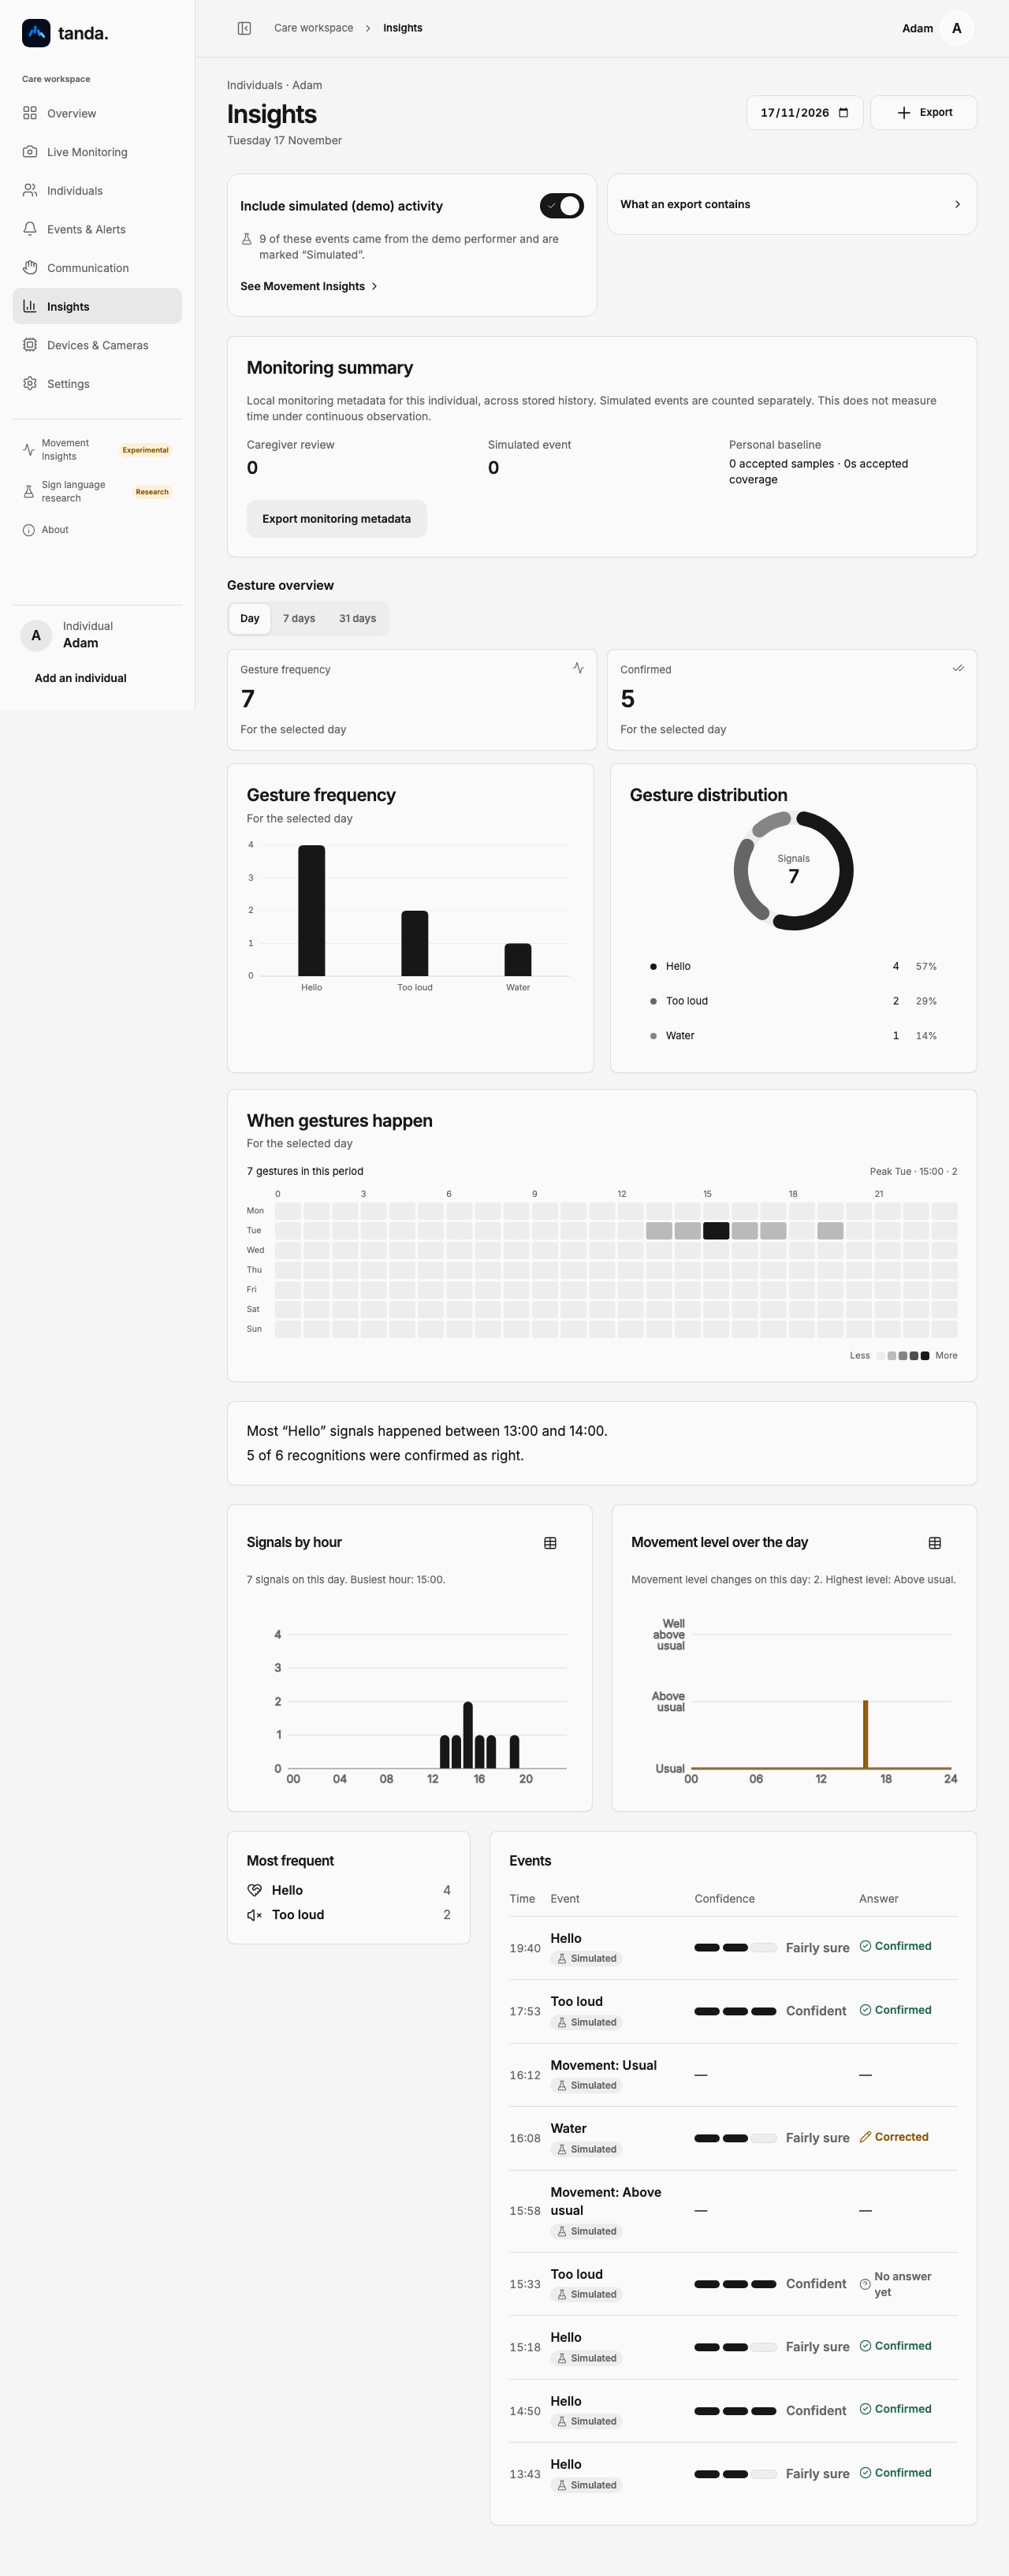 tanda.
Care workspace
Overview
Live Monitoring
Individuals
Events & Alerts
Communication
Insights
Devices & Cameras
Settings
Movement
Insights
Experimental
Sign language
research
Research
About
A
Individual
Adam
Add an individual
Care workspace
Insights
Adam
A
Individuals · Adam
Insights
Tuesday 17 November
17/11/2026
Export
Include simulated (demo) activity
9 of these events came from the demo performer and are
marked “Simulated”.
See Movement Insights
What an export contains
Monitoring summary
Local monitoring metadata for this individual, across stored history. Simulated events are counted separately. This does not measure
time under continuous observation.
Caregiver review
0
Simulated event
0
Personal baseline
0 accepted samples · 0s accepted
coverage
Export monitoring metadata
Gesture overview
Day
7 days
31 days
Gesture frequency
7
For the selected day
Confirmed
5
For the selected day
Gesture frequency
For the selected day
4
3
2
1
0
Hello
Too loud
Water
Gesture distribution
Signals
7
Hello 4 57%
Too loud 2 29%
Water 1 14%
When gestures happen
For the selected day
7 gestures in this period
Peak Tue · 15:00 · 2
0 3 6 9 12 15 18 21
Mon
Tue
Wed
Thu
Fri
Sat
Sun
Less
More
Most “Hello” signals happened between 13:00 and 14:00.
5 of 6 recognitions were confirmed as right.
Signals by hour
7 signals on this day. Busiest hour: 15:00.
4
3
2
1
0
00 04 08 12 16 20
Movement level over the day
Movement level changes on this day: 2. Highest level: Above usual.
Well
above
usual
Above
usual
Usual
00 06 12 18 24
Most frequent
Hello 4
Too loud 2
Events
Time Event Confidence Answer
19:40 Hello Fairly sure Confirmed
Simulated
17:53 Too loud Confident Confirmed
Simulated
16:12 Movement: Usual — —
Simulated
16:08 Water Fairly sure Corrected
Simulated
15:58 Movement: Above
usual — —
Simulated
15:33 Too loud Confident No answer
yet
Simulated
15:18 Hello Fairly sure Confirmed
Simulated
14:50 Hello Confident Confirmed
Simulated
13:43 Hello Fairly sure Confirmed
Simulated